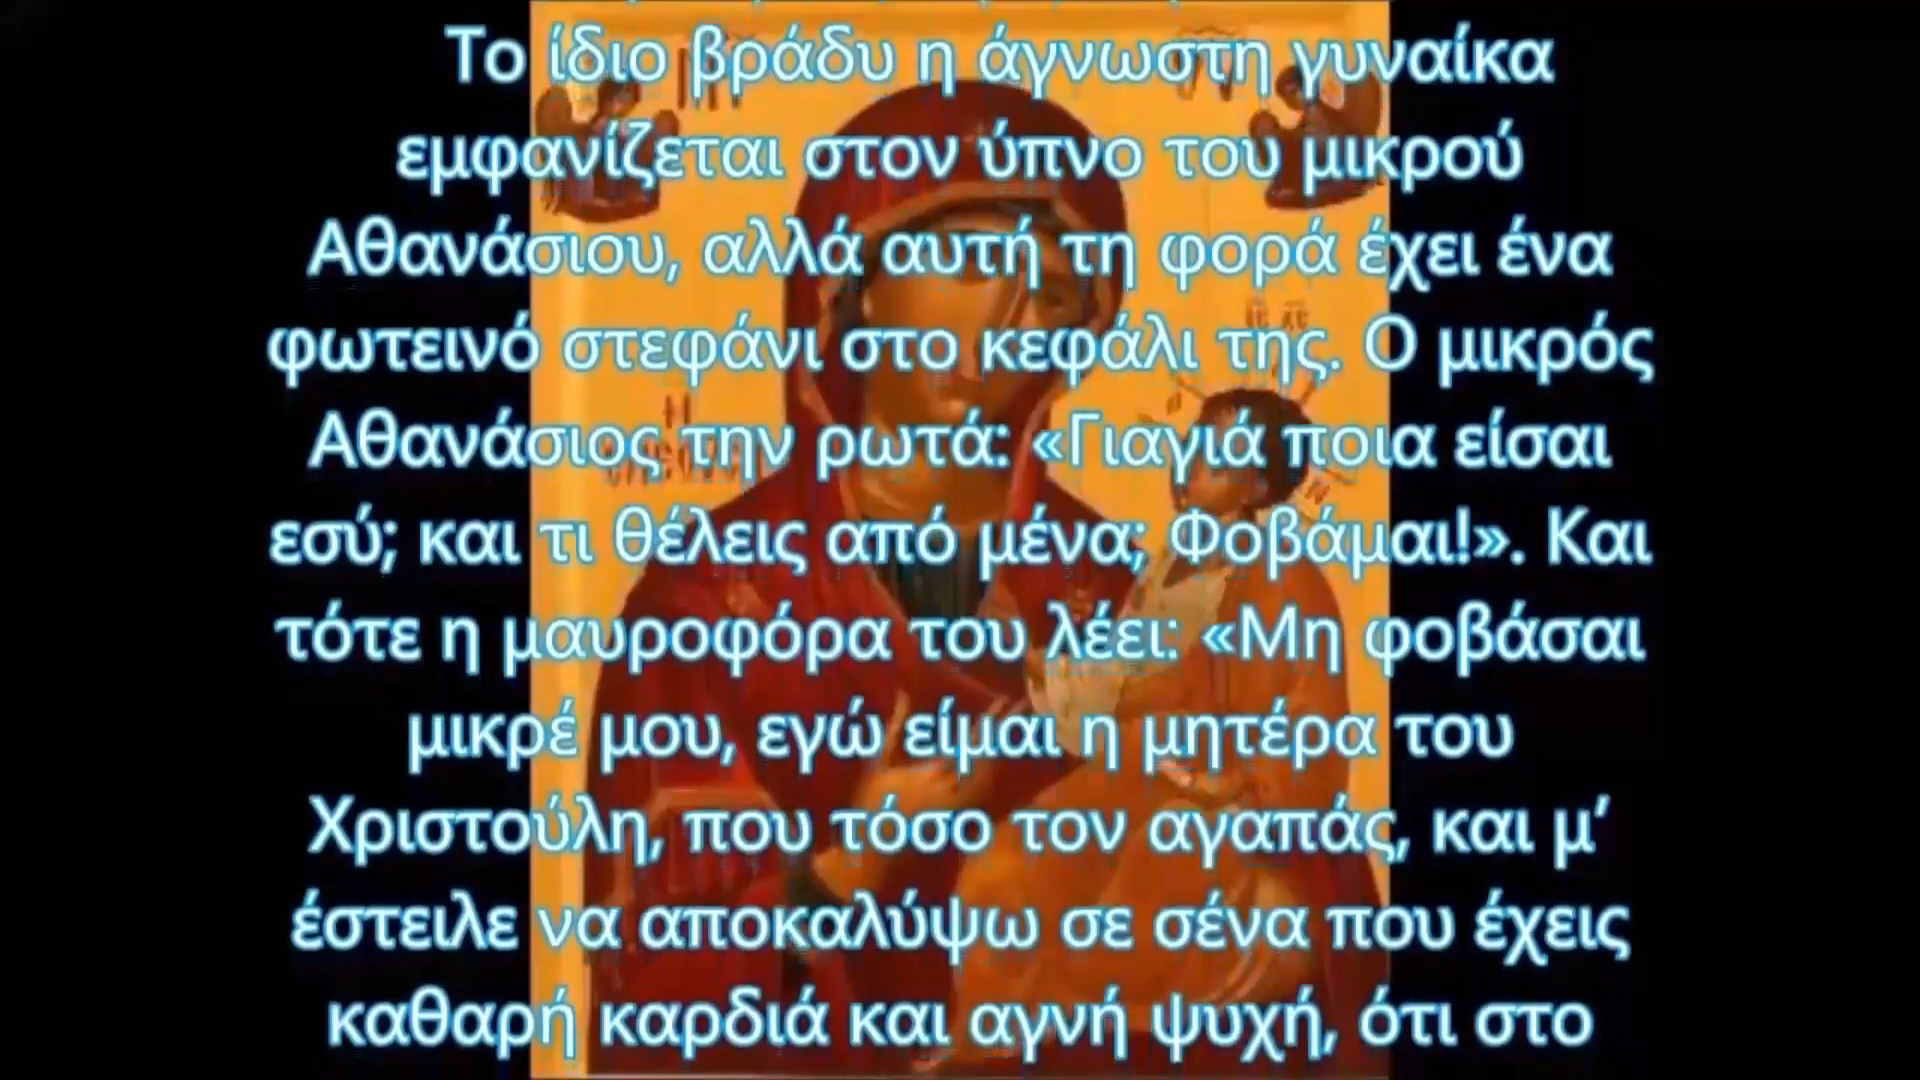 Το ίδιο βράδυ η άγνωστη γυναίκα
εμφανίζεται στον ύπνο του μικρού
Αθανάσιου, αλλά αυτή τη φορά έχει ένα
φωτεινό στεφάνι στο κεφάλι της. Ο μικρός
Αθανάσιος την ρωτά: «Γιαγιά ποια είσαι
εσύ; και τι θέλεις από μένα; Φοβάμαι!». Και
τότε η μαυροφόρα του λέει: «Μη φοβάσαι
μικρέ μου, εγώ είμαι η μητέρα του
Χριστούλη, που τόσο τον αγαπάς, και μ’
έστειλε να αποκαλύψω σε σένα που έχεις
καθαρή καρδιά και αγνή ψυχή, ότι στο